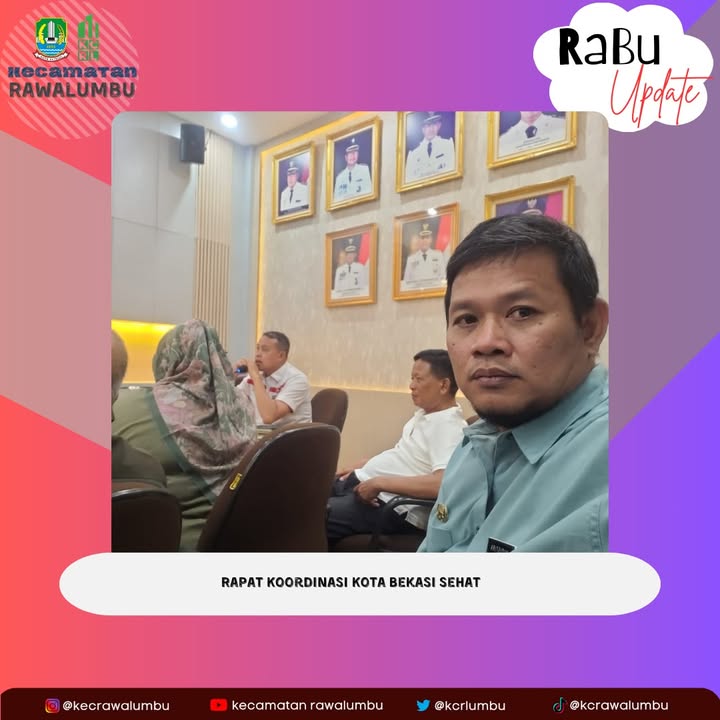 Kecamatan
RAWALUMBU
RaBu
Update
RAPAT KOORDINASI KOTA BEKASI SEHAT
@kecrawalumbu
kecamatan rawalumbu
@kcrlumbu
@kcrawalumbu